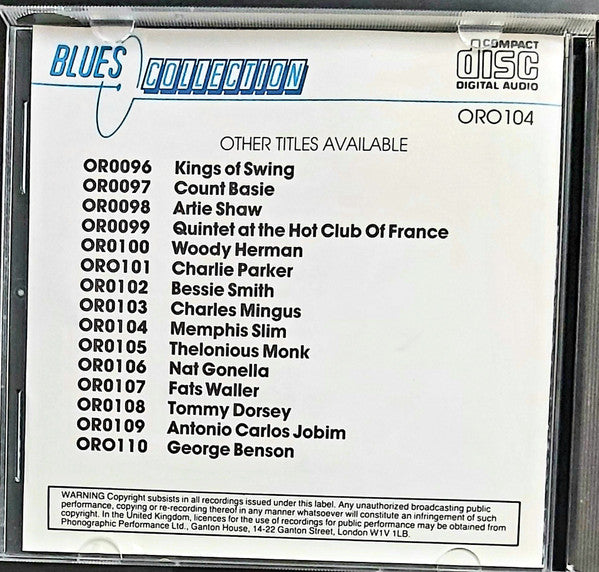 BLUES COLLECTION
COMPACT
disc
DIGITAL AUDIO
ORO104
OTHER TITLES AVAILABLE
OR0096 Kings of Swing
OR0097 Count Basie
OR0098 Artie Shaw
OR0099 Quintet at the Hot Club Of France
OR0100 Woody Herman
ORO101 Charlie Parker
OR0102 Bessie Smith
OR0103 Charles Mingus
OR0104 Memphis Slim
OR0105 Thelonious Monk
OR0106 Nat Gonella
OR0107 Fats Waller
OR0108 Tommy Dorsey
OR0109 Antonio Carlos Jobim
ORO110 George Benson
WARNING Copyright subsists in all recordings issued under this label. Any unauthorized broadcasting public
performance, copying or re-recording thereof in any manner whatsoever will constitute an infringement of such
copyright. In the United Kingdom, licences for the use of recordings for public performance may be obtained from
Phonographic Performance Ltd., Ganton House, 14-22 Ganton Street, London W1V 1LB.